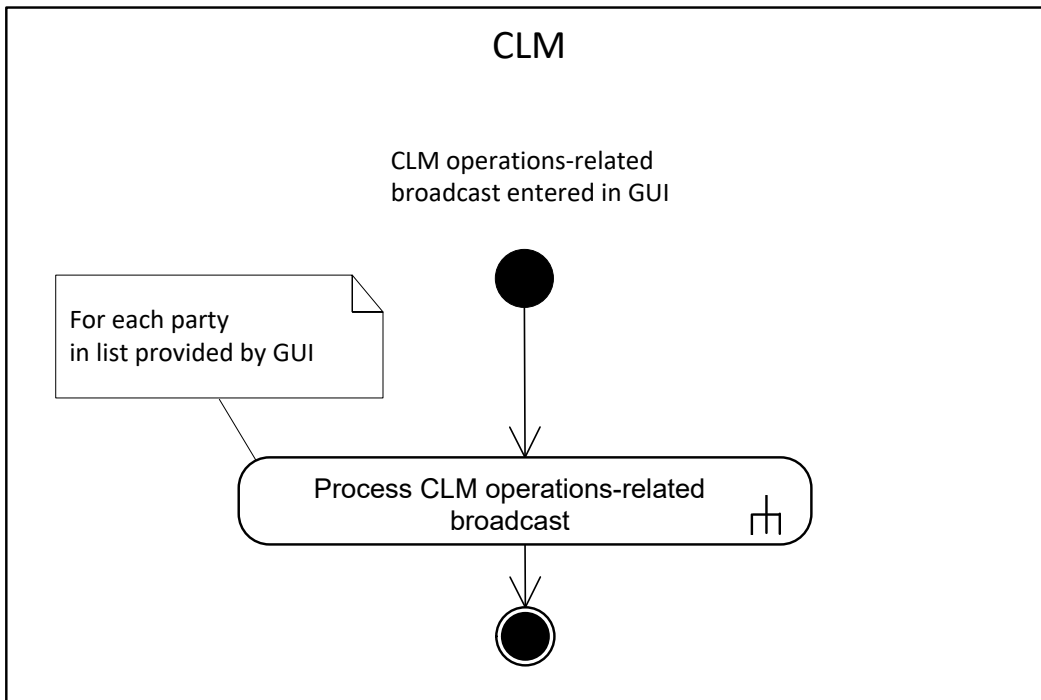 CLM
CLM operations-related
broadcast entered in GUI
For each party
in list provided by GUI
Process CLM operations-related
broadcast